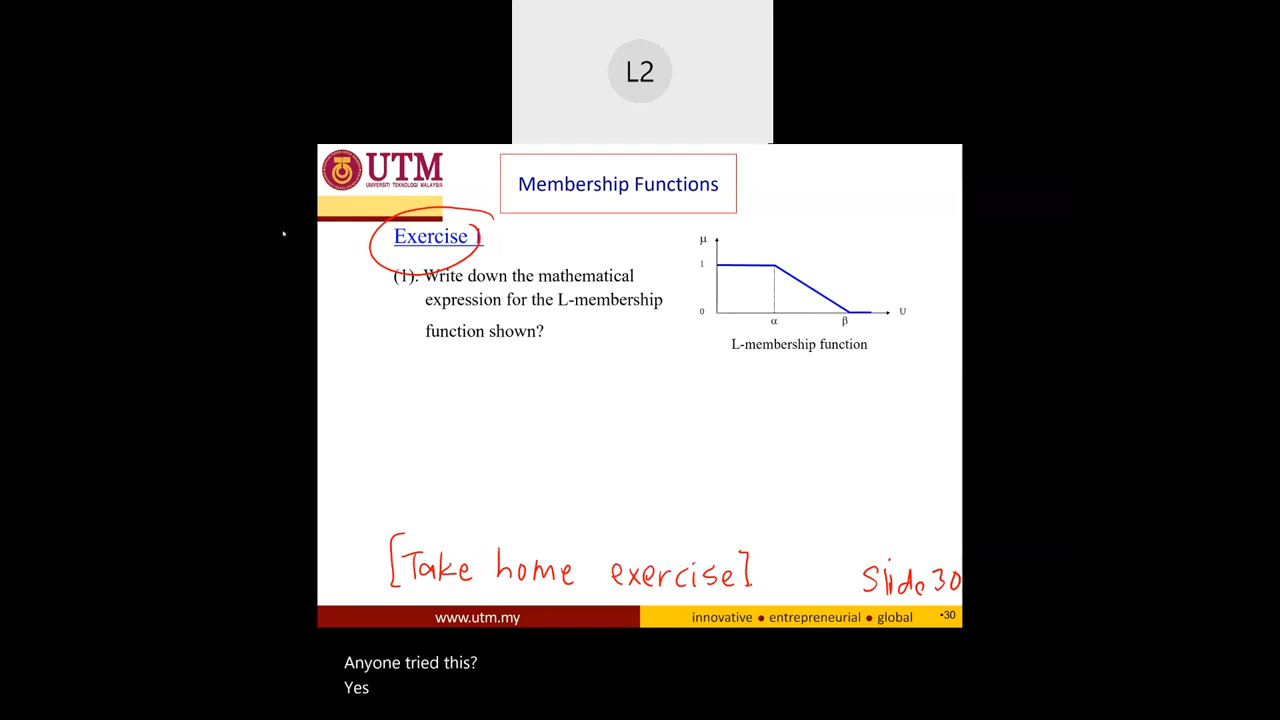 L2
UTM
UNIVERSITI TEKNOLOGI MALAYSIA
Membership Functions
Exercise 1
(1). Write down the mathematical
expression for the L-membership
function shown?
μ
1
0
α
β
U
L-membership function
[Take home exercise]
Slide 30
www.utm.my
innovative ● entrepreneurial ● global
•30
Anyone tried this?
Yes